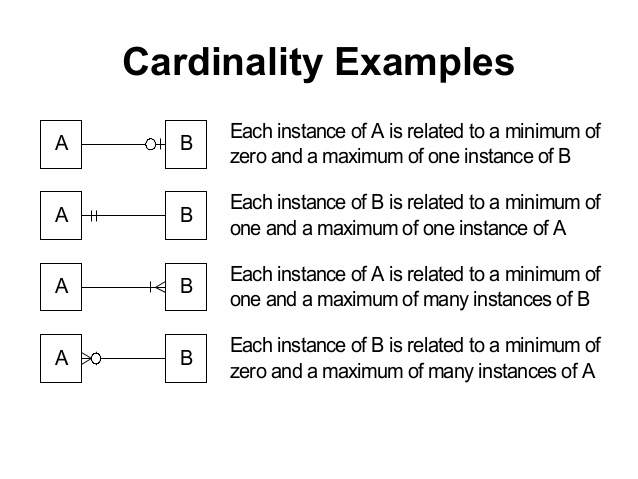 Cardinality Examples
A B Each instance of A is related to a minimum of
zero and a maximum of one instance of B
A B Each instance of B is related to a minimum of
one and a maximum of one instance of A
A B Each instance of A is related to a minimum of
one and a maximum of many instances of B
A B Each instance of B is related to a minimum of
zero and a maximum of many instances of A